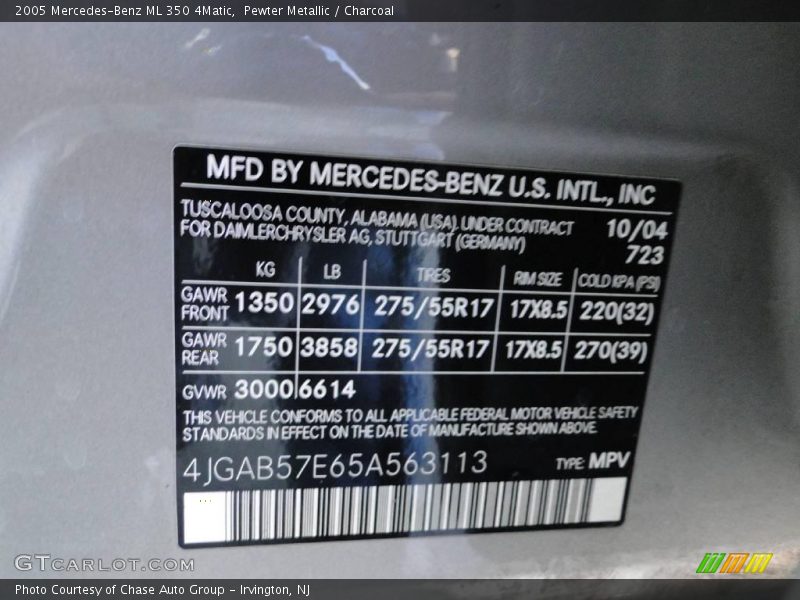 2005 Mercedes-Benz ML 350 4Matic, Pewter Metallic / Charcoal
MFD BY MERCEDES-BENZ U.S. INTL., INC
TUSCALOOSA COUNTY, ALABAMA (USA). UNDER CONTRACT 10/04
FOR DAIMLERCHRYSLER AG, STUTTGART (GERMANY) 723
KG LB TIRES RIM SIZE COLD KPA (PSI)
GAWR FRONT 1350 2976 275/55R17 17X8.5 220(32)
GAWR REAR 1750 3858 275/55R17 17X8.5 270(39)
GVWR 3000 6614
THIS VEHICLE CONFORMS TO ALL APPLICABLE FEDERAL MOTOR VEHICLE SAFETY
STANDARDS IN EFFECT ON THE DATE OF MANUFACTURE SHOWN ABOVE.
4JGAB57E65A563113 TYPE: MPV
GTCARLOT.COM
Photo Courtesy of Chase Auto Group - Irvington, NJ